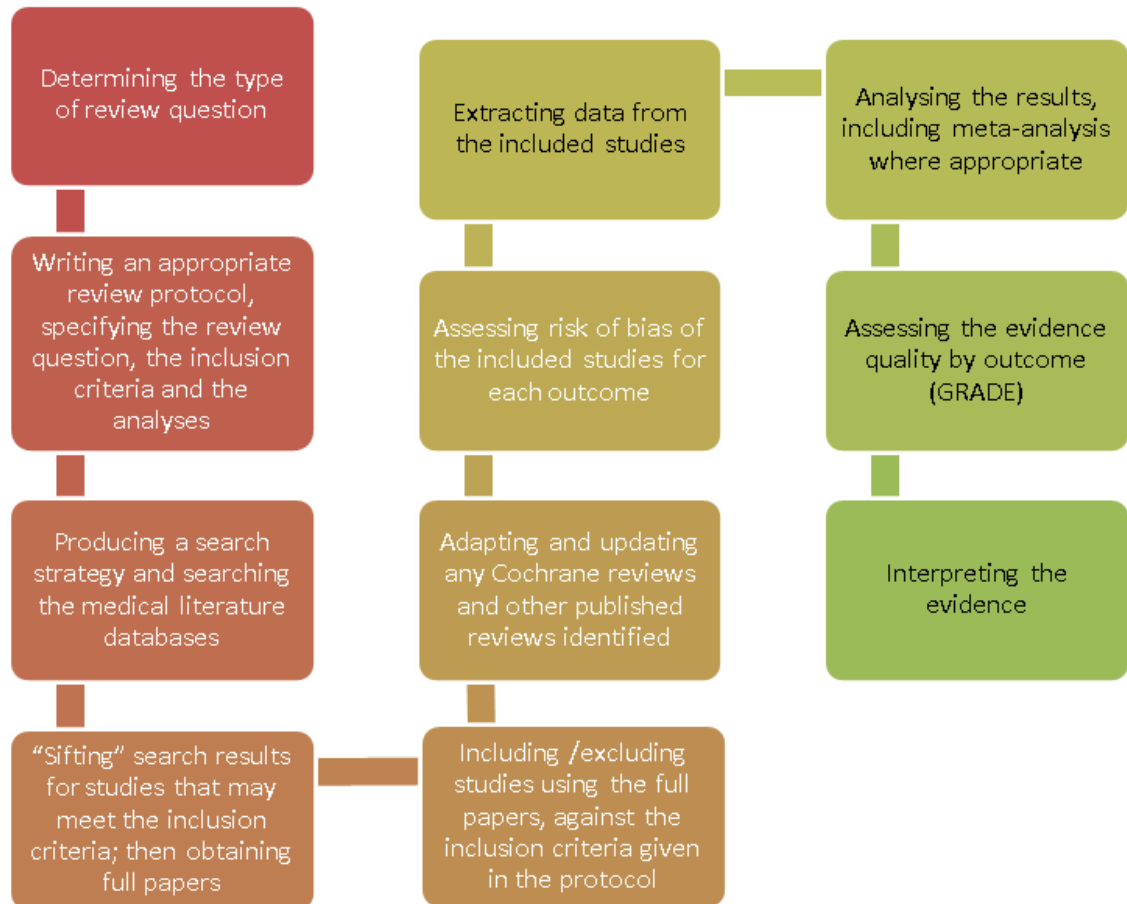 Determining the type
of review question
Writing an appropriate
review protocol,
specifying the review
question, the inclusion
criteria and the
analyses
Producing a search
strategy and searching
the medical literature
databases
“Sifting” search results
for studies that may
meet the inclusion
criteria; then obtaining
full papers
Including /excluding
studies using the full
papers, against the
inclusion criteria given
in the protocol
Adapting and updating
any Cochrane reviews
and other published
reviews identified
Assessing risk of bias of
the included studies for
each outcome
Extracting data from
the included studies
Analysing the results,
including meta-analysis
where appropriate
Assessing the evidence
quality by outcome
(GRADE)
Interpreting the
evidence